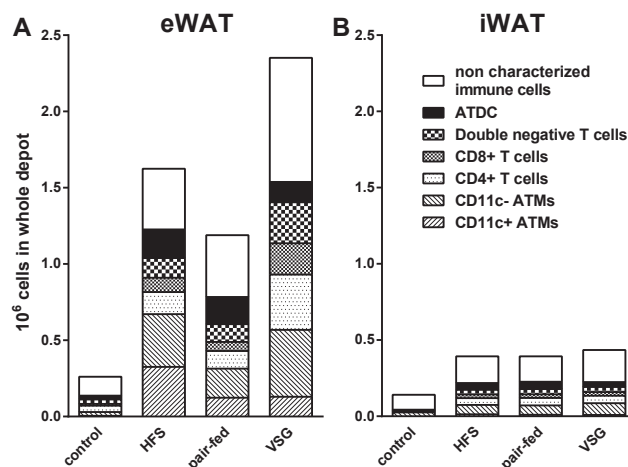 A eWAT
B iWAT
10⁶ cells in whole depot
2.5
2.0
1.5
1.0
0.5
0.0
control
HFS
pair-fed
VSG
2.5
2.0
1.5
1.0
0.5
0.0
non characterized
immune cells
ATDC
Double negative T cells
CD8+ T cells
CD4+ T cells
CD11c- ATMs
CD11c+ ATMs
control
HFS
pair-fed
VSG